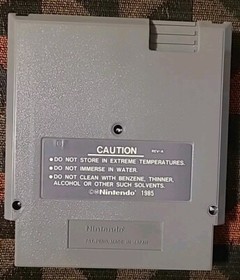 CAUTION
REV-A
● DO NOT STORE IN EXTREME TEMPERATURES.
● DO NOT IMMERSE IN WATER.
● DO NOT CLEAN WITH BENZENE, THINNER,
ALCOHOL OR OTHER SUCH SOLVENTS.
©®Nintendo® 1985
Nintendo